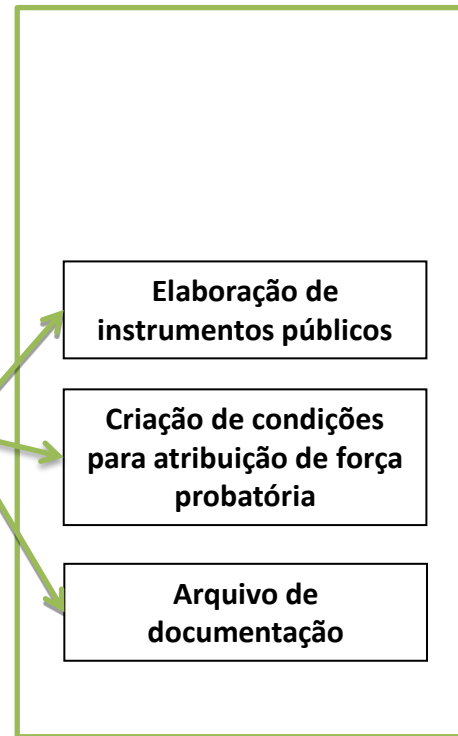 Elaboração de
instrumentos públicos
Criação de condições
para atribuição de força
probatória
Arquivo de
documentação